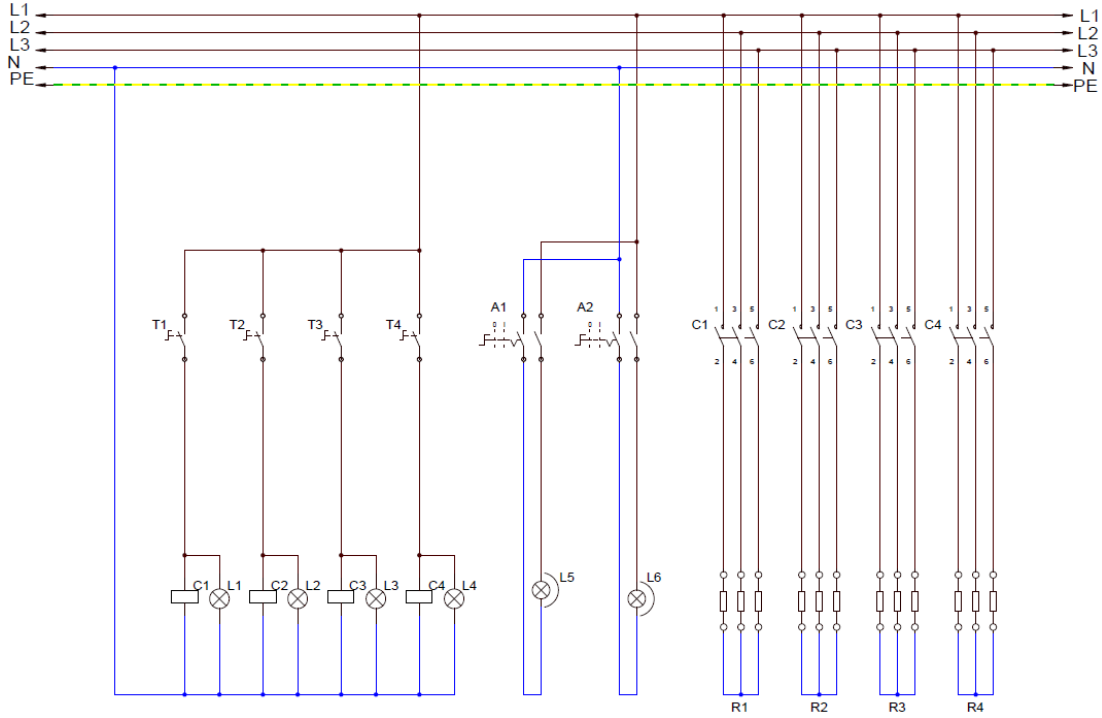 L1 L1
L2 L2
L3 L3
N N
PE PE
A1 A2
1 3 5 1 3 5 1 3 5 1 3 5
T1 T2 T3 T4 C1 C2 C3 C4
2 4 6 2 4 6 2 4 6 2 4 6
L5 L6
C1 L1 C2 L2 C3 L3 C4 L4
R1 R2 R3 R4